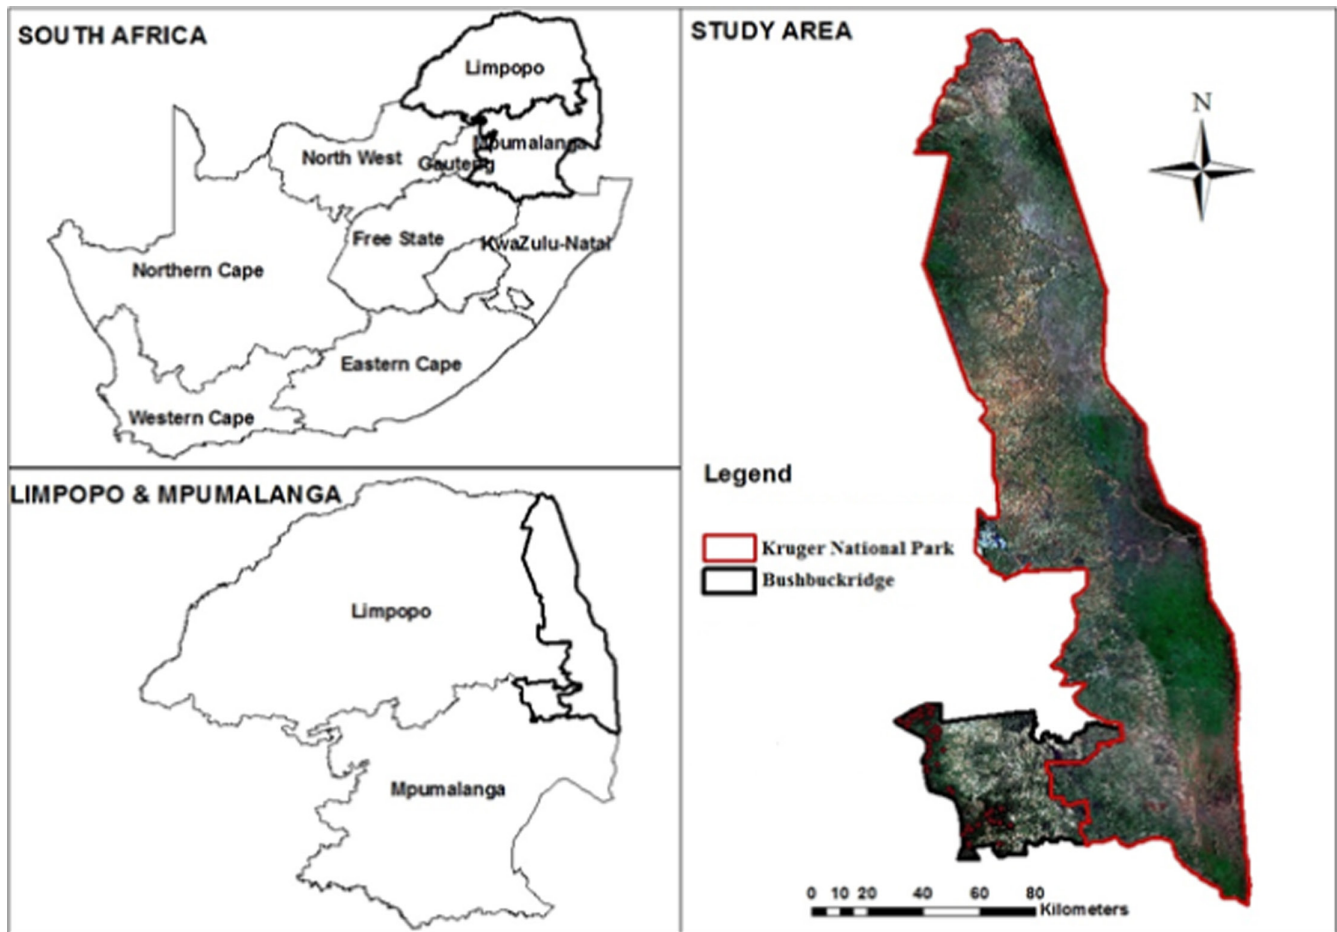 SOUTH AFRICA
Limpopo
Mpumalanga
North West
Gauteng
Free State
KwaZulu-Natal
Northern Cape
Eastern Cape
Western Cape
LIMPOPO & MPUMALANGA
Limpopo
Mpumalanga
STUDY AREA
N
Legend
Kruger National Park
Bushbuckridge
0 10 20 40 60 80
Kilometers